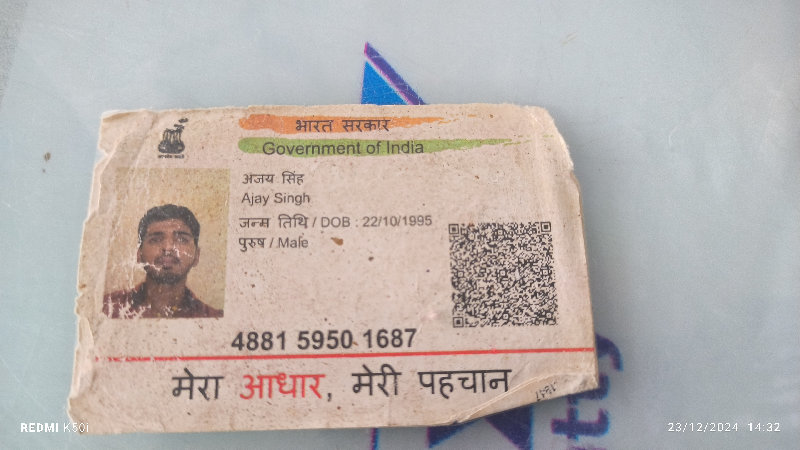 भारत सरकार
Government of India
अजय सिंह
Ajay Singh
जन्म तिथि / DOB : 22/10/1995
पुरुष / Male
4881 5950 1687
मेरा आधार, मेरी पहचान
REDMI K50i
23/12/2024 14:32